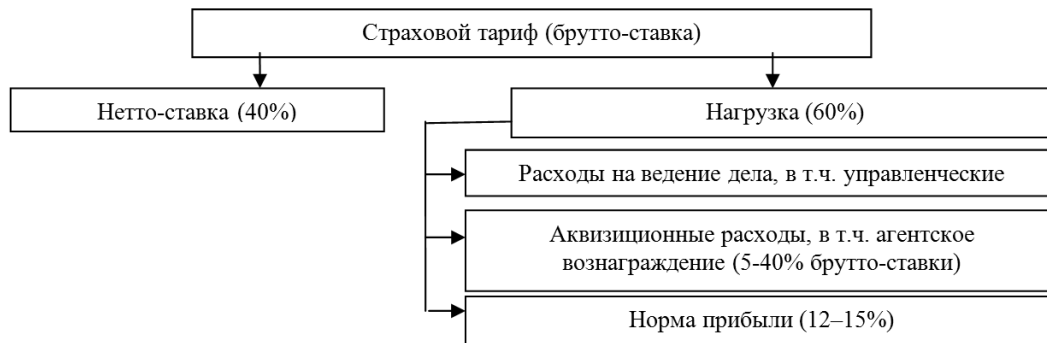 Страховой тариф (брутто-ставка)
Нетто-ставка (40%)
Нагрузка (60%)
Расходы на ведение дела, в т.ч. управленческие
Аквизиционные расходы, в т.ч. агентское
вознаграждение (5-40% брутто-ставки)
Норма прибыли (12–15%)